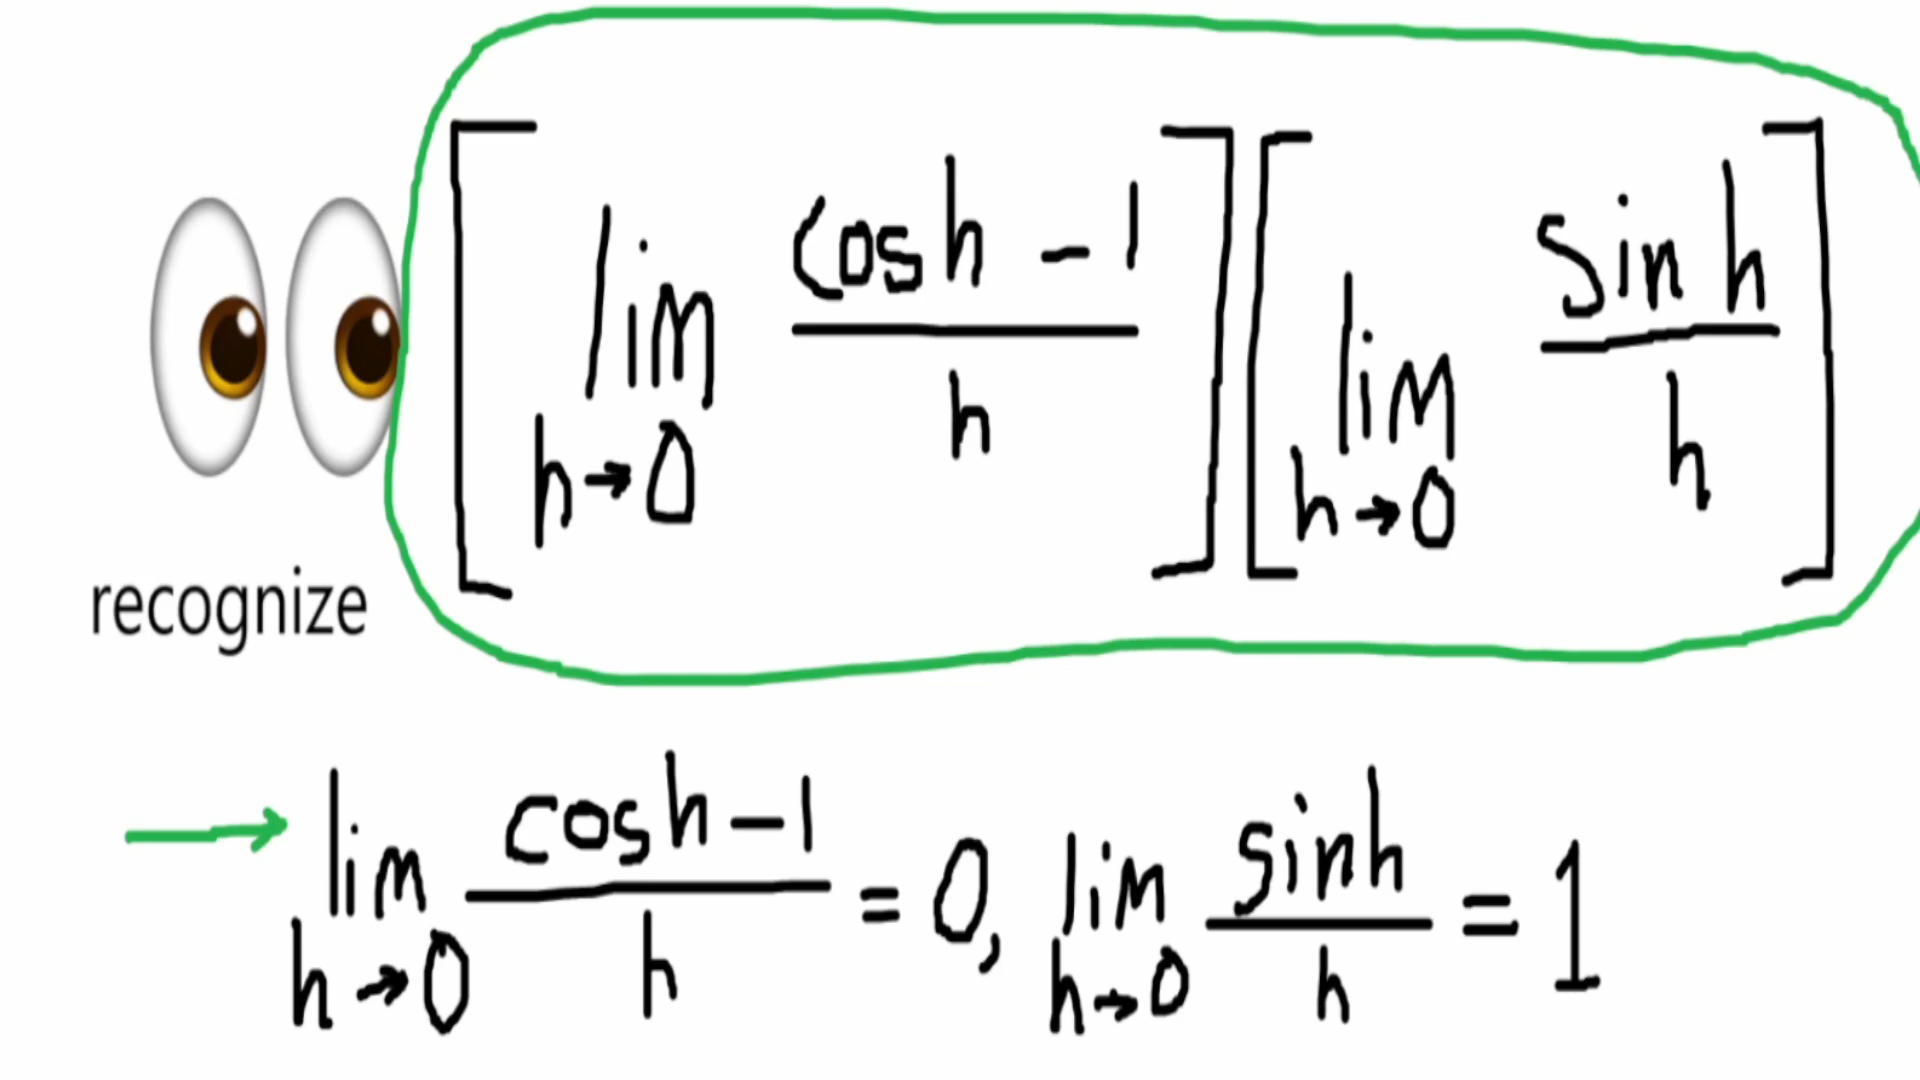 [lim h→0 (cos h − 1)/h] [lim h→0 (sin h)/h]
recognize
→ lim h→0 (cos h − 1)/h = 0, lim h→0 (sin h)/h = 1